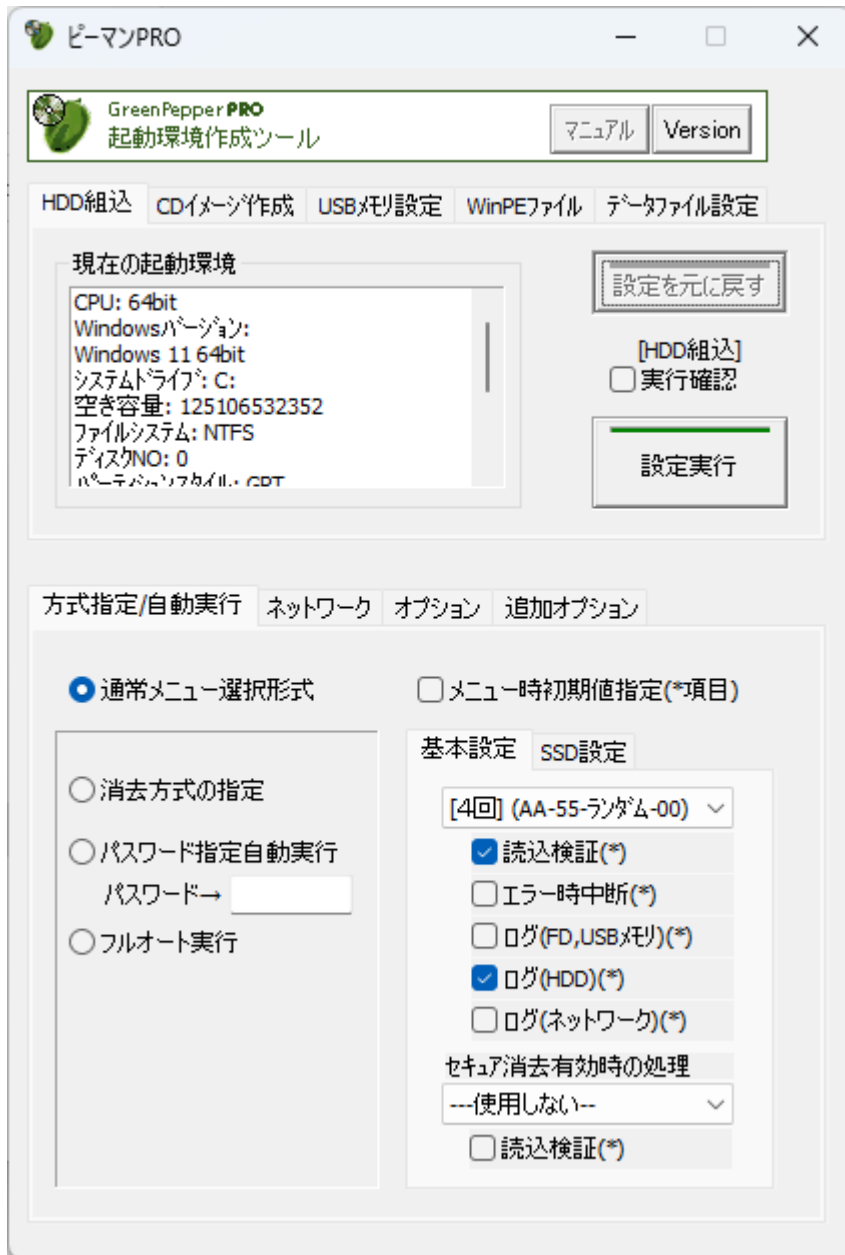 ピーマンPRO
GreenPepper PRO
起動環境作成ツール
マニュアル
Version
HDD組込
CDイメージ作成
USBメモリ設定
WinPEファイル
データファイル設定
現在の起動環境
CPU: 64bit
Windowsバージョン:
Windows 11 64bit
システムドライブ: C:
空き容量: 125106532352
ファイルシステム: NTFS
ディスクNO: 0
パーティションスタイル: GPT
設定を元に戻す
[HDD組込]
実行確認
設定実行
方式指定/自動実行
ネットワーク
オプション
追加オプション
通常メニュー選択形式
メニュー時初期値指定(*項目)
消去方式の指定
パスワード指定自動実行
パスワード→
フルオート実行
基本設定
SSD設定
[4回] (AA-55-ランダム-00)
読込検証(*)
エラー時中断(*)
ログ(FD,USBメモリ)(*)
ログ(HDD)(*)
ログ(ネットワーク)(*)
セキュア消去有効時の処理
---使用しない--
読込検証(*)